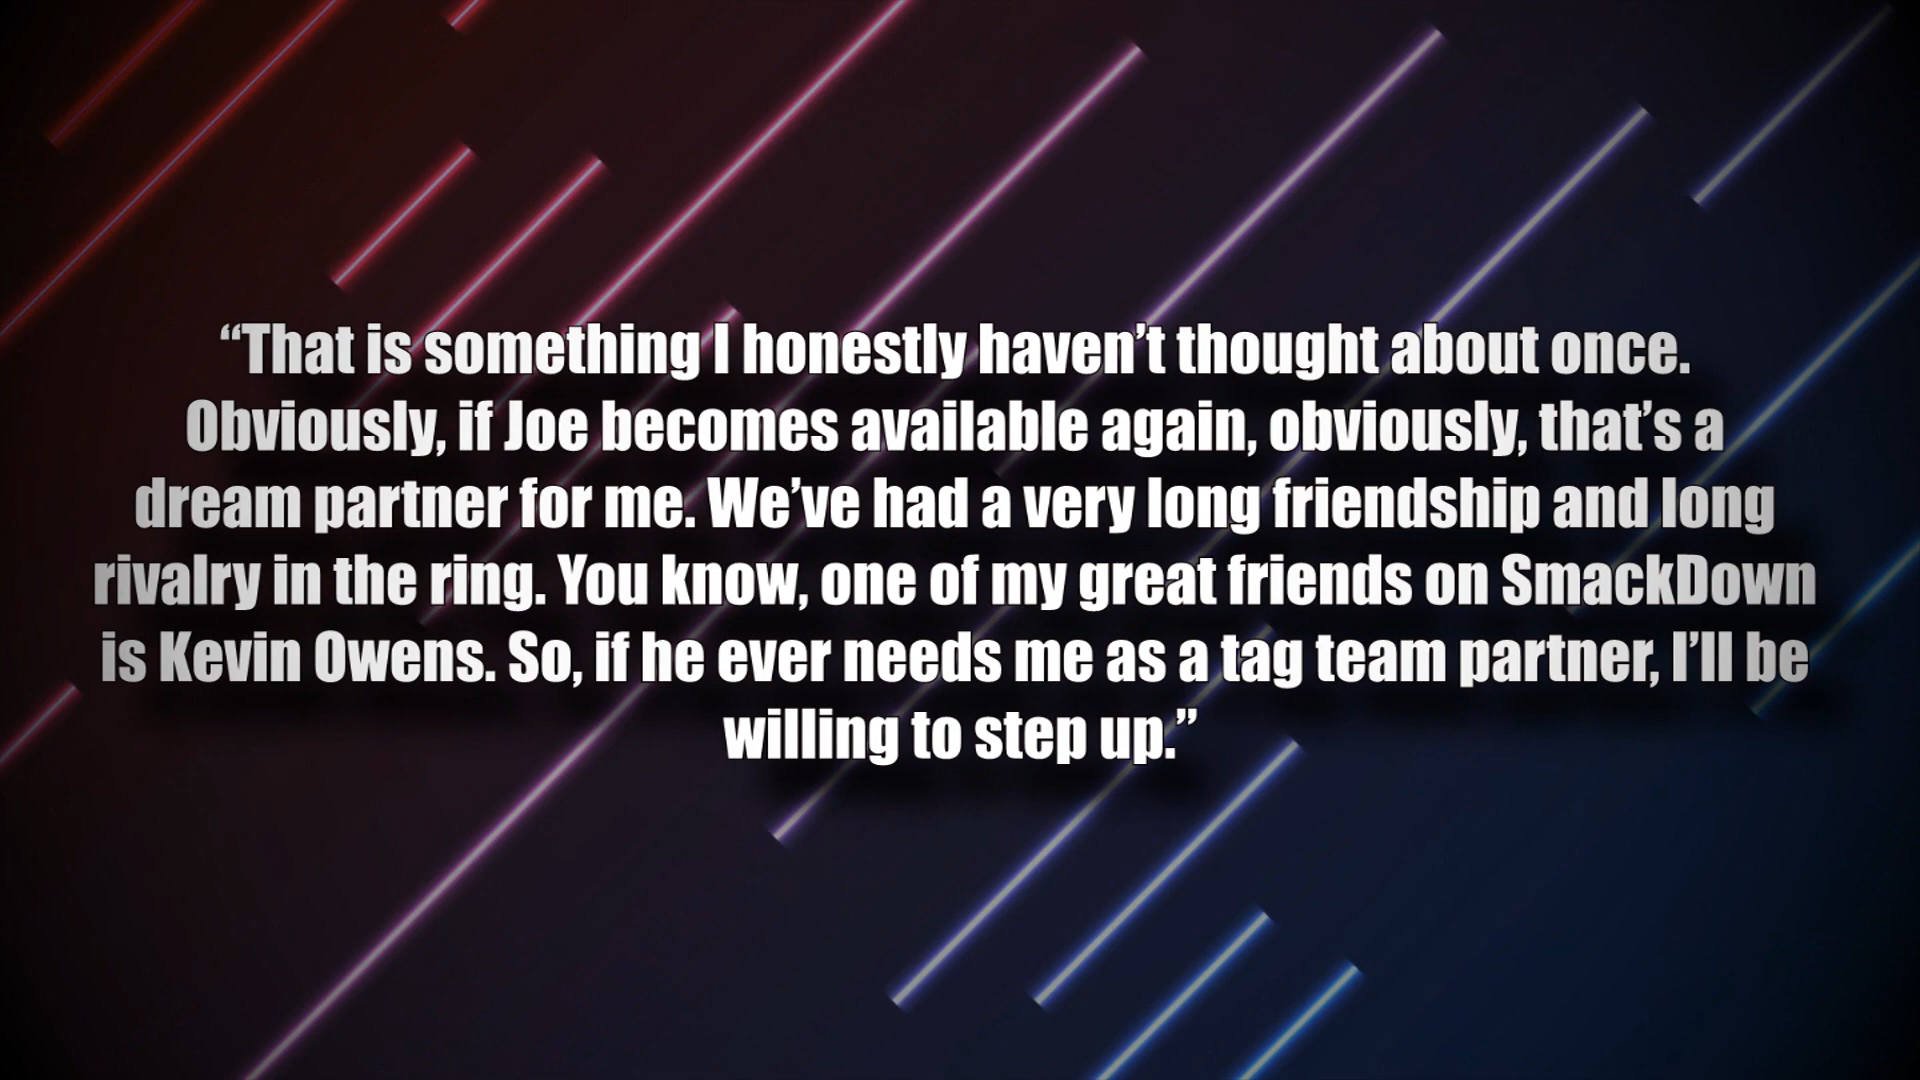 “That is something I honestly haven’t thought about once.
Obviously, if Joe becomes available again, obviously, that’s a
dream partner for me. We’ve had a very long friendship and long
rivalry in the ring. You know, one of my great friends on SmackDown
is Kevin Owens. So, if he ever needs me as a tag team partner, I’ll be
willing to step up.”